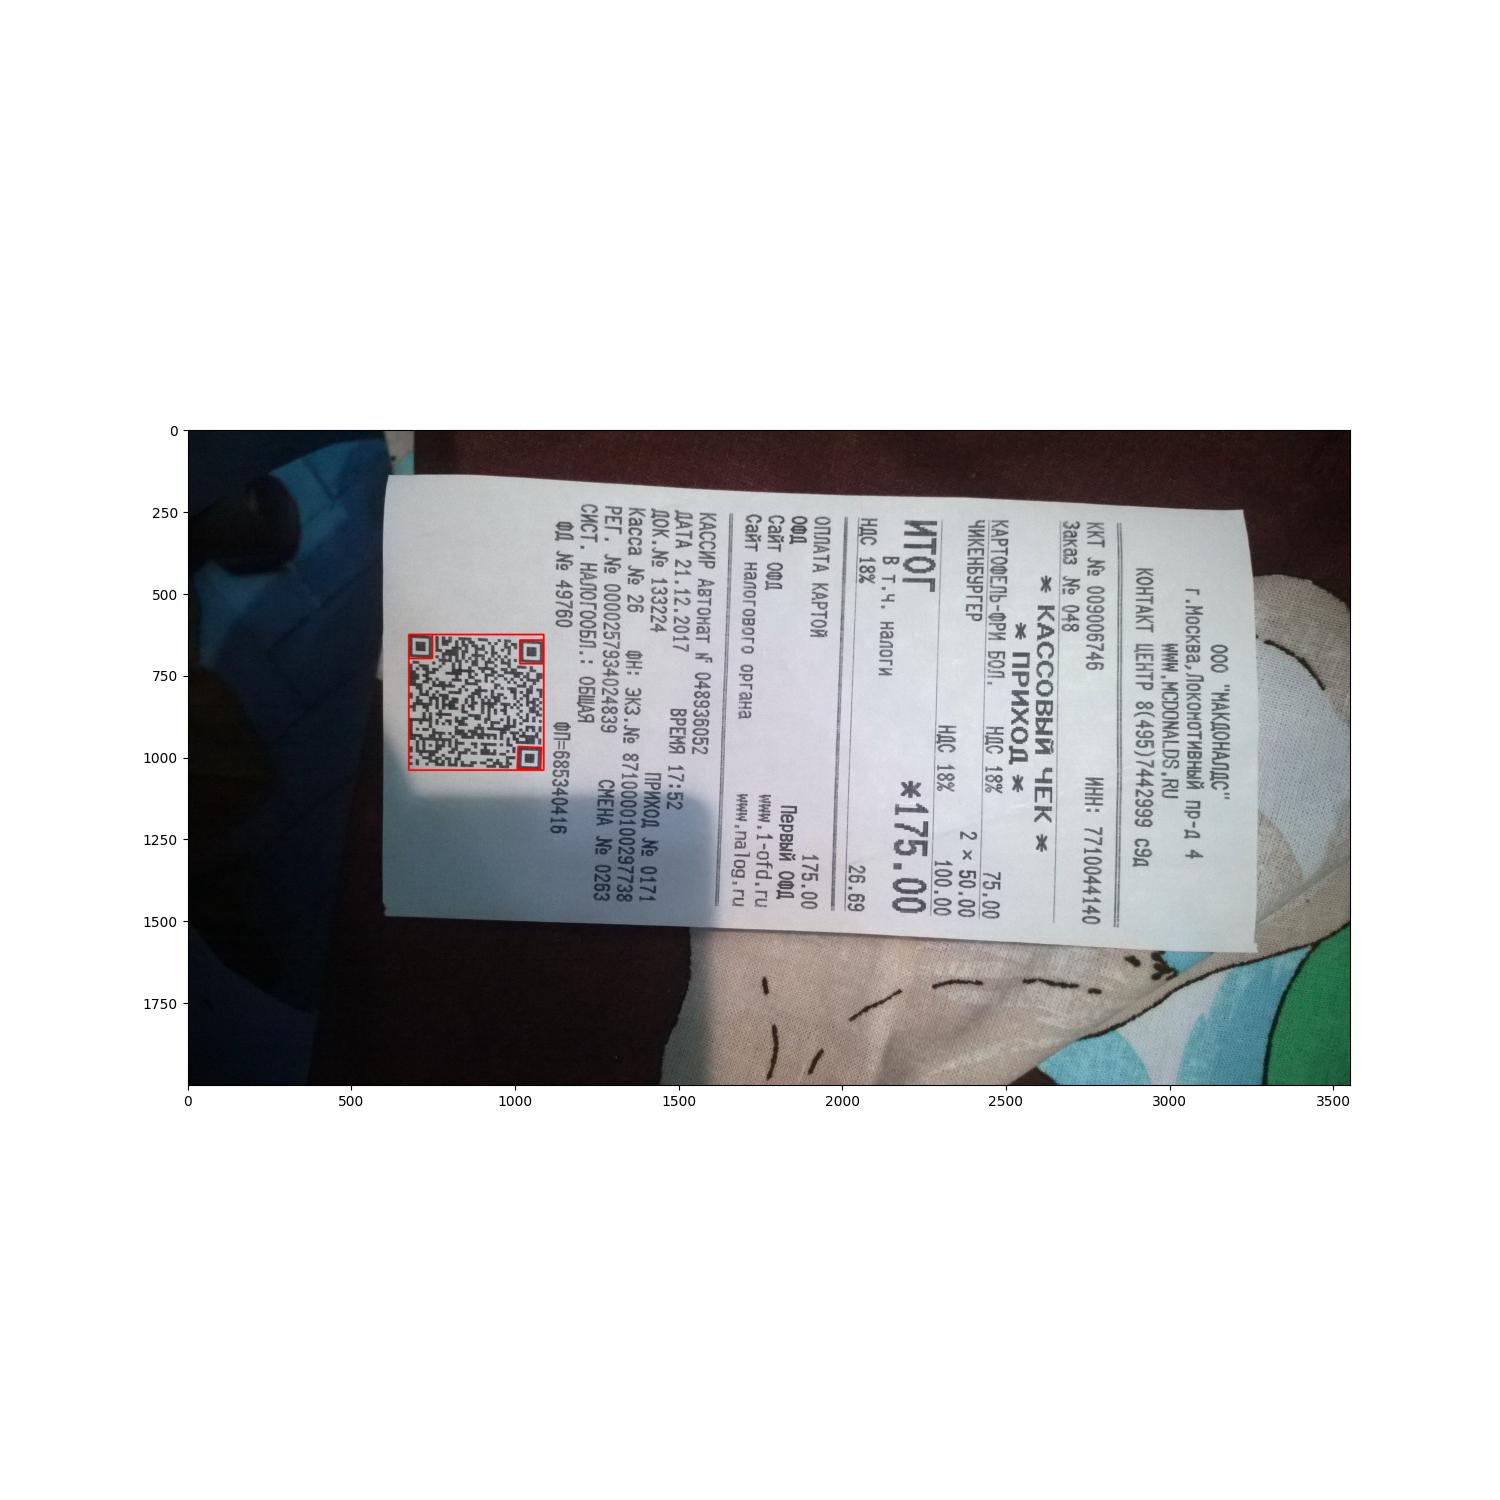 ООО "МАКДОНАЛДС"
г.Москва,Локомотивный пр-д 4
WWW.MCDONALDS.RU
КОНТАКТ ЦЕНТР 8(495)7442999 с9д
ККТ № 0090006746 ИНН: 7710044140
Заказ № 048
* КАССОВЫЙ ЧЕК *
* ПРИХОД *
КАРТОФЕЛЬ-ФРИ БОЛ. НДС 18% 75.00
ЧИКЕНБУРГЕР 2 × 50.00
НДС 18% 100.00
ИТОГ *175.00
В т.ч. налоги
НДС 18% 26.69
ОПЛАТА КАРТОЙ 175.00
ОФД Первый ОФД
Сайт ОФД www.1-ofd.ru
Сайт налогового органа www.nalog.ru
КАССИР Автомат № 048936052
ДАТА 21.12.2017 ВРЕМЯ 17:52
ДОК.№ 133224 ПРИХОД № 0171
Касса № 26 ФН: ЭКЗ.№ 8710000100297738
РЕГ. № 0000257934024839 СМЕНА № 0263
СИСТ. НАЛОГООБЛ.: ОБЩАЯ
ФД № 49760 ФП=685340416
0
250
500
750
1000
1250
1500
1750
0 500 1000 1500 2000 2500 3000 3500